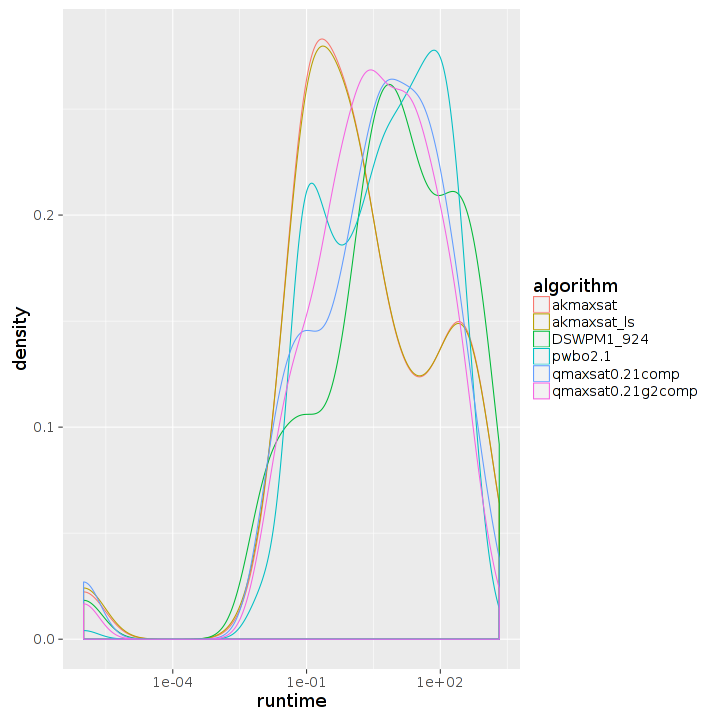 0.2
0.1
0.0
density
1e-04
1e-01
1e+02
runtime
algorithm
akmaxsat
akmaxsat_ls
DSWPM1_924
pwbo2.1
qmaxsat0.21comp
qmaxsat0.21g2comp